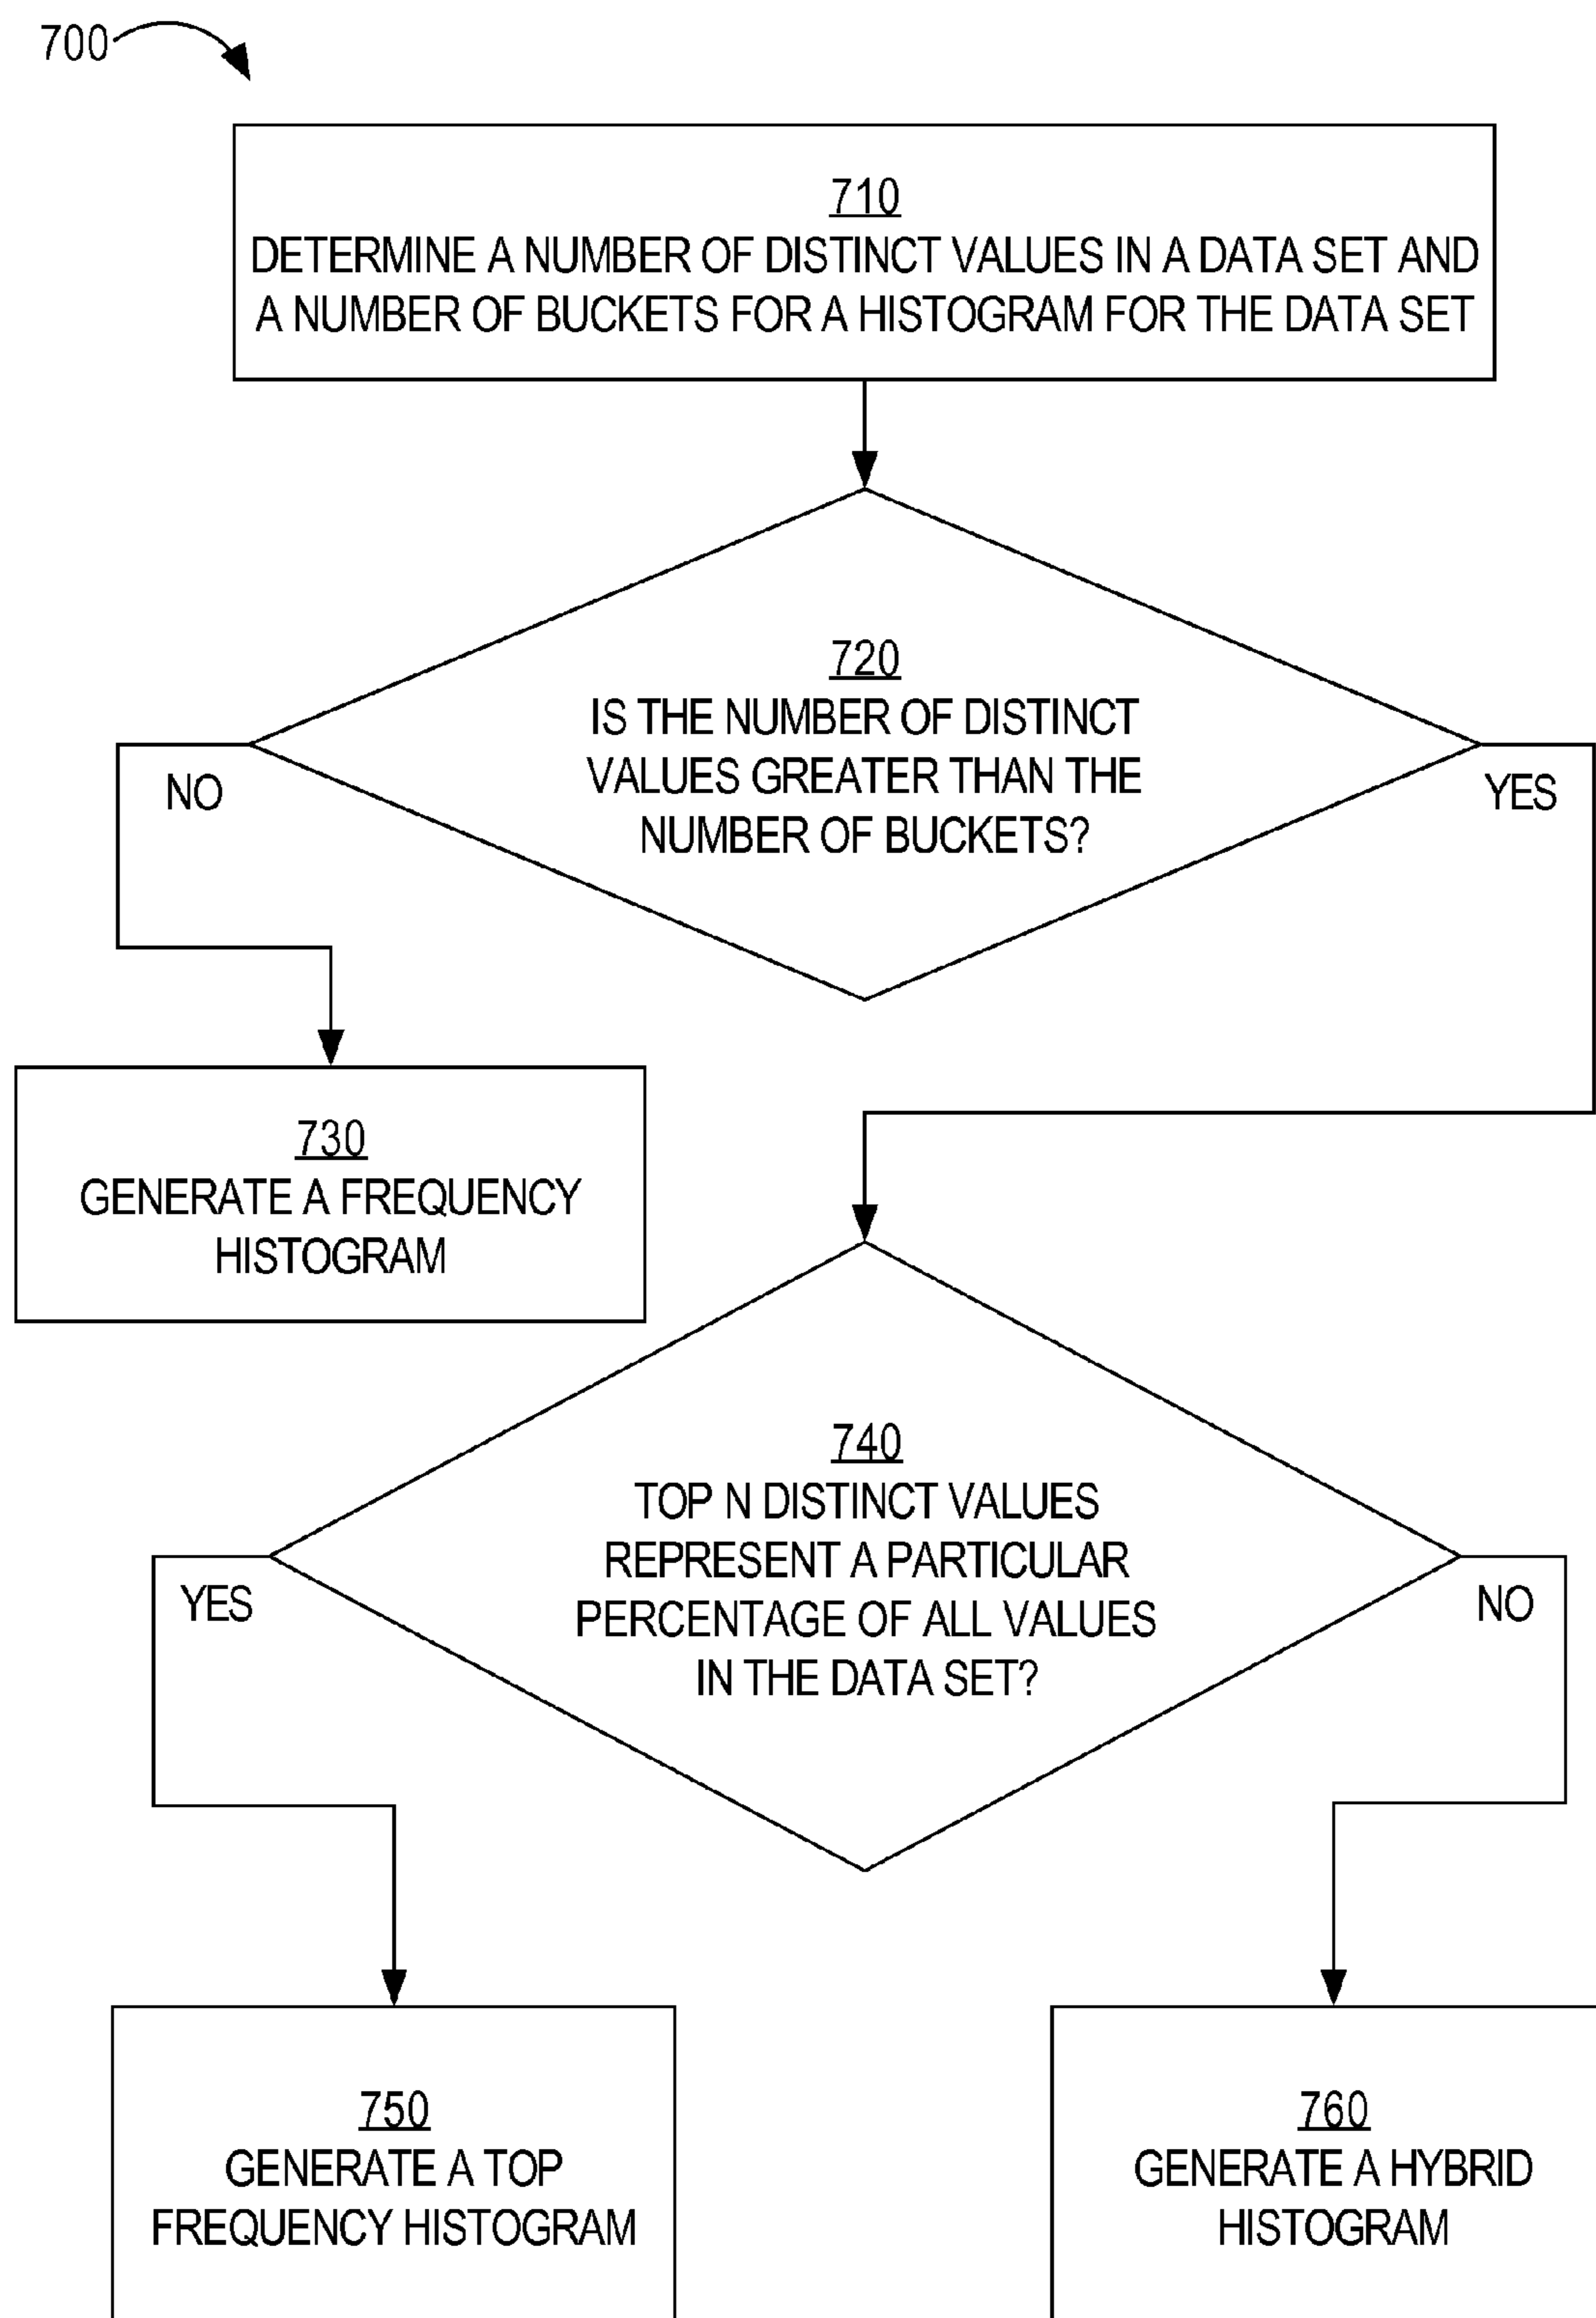 700
710
DETERMINE A NUMBER OF DISTINCT VALUES IN A DATA SET AND
A NUMBER OF BUCKETS FOR A HISTOGRAM FOR THE DATA SET
720
IS THE NUMBER OF DISTINCT
VALUES GREATER THAN THE
NUMBER OF BUCKETS?
NO
YES
730
GENERATE A FREQUENCY
HISTOGRAM
740
TOP N DISTINCT VALUES
REPRESENT A PARTICULAR
PERCENTAGE OF ALL VALUES
IN THE DATA SET?
YES
NO
750
GENERATE A TOP
FREQUENCY HISTOGRAM
760
GENERATE A HYBRID
HISTOGRAM